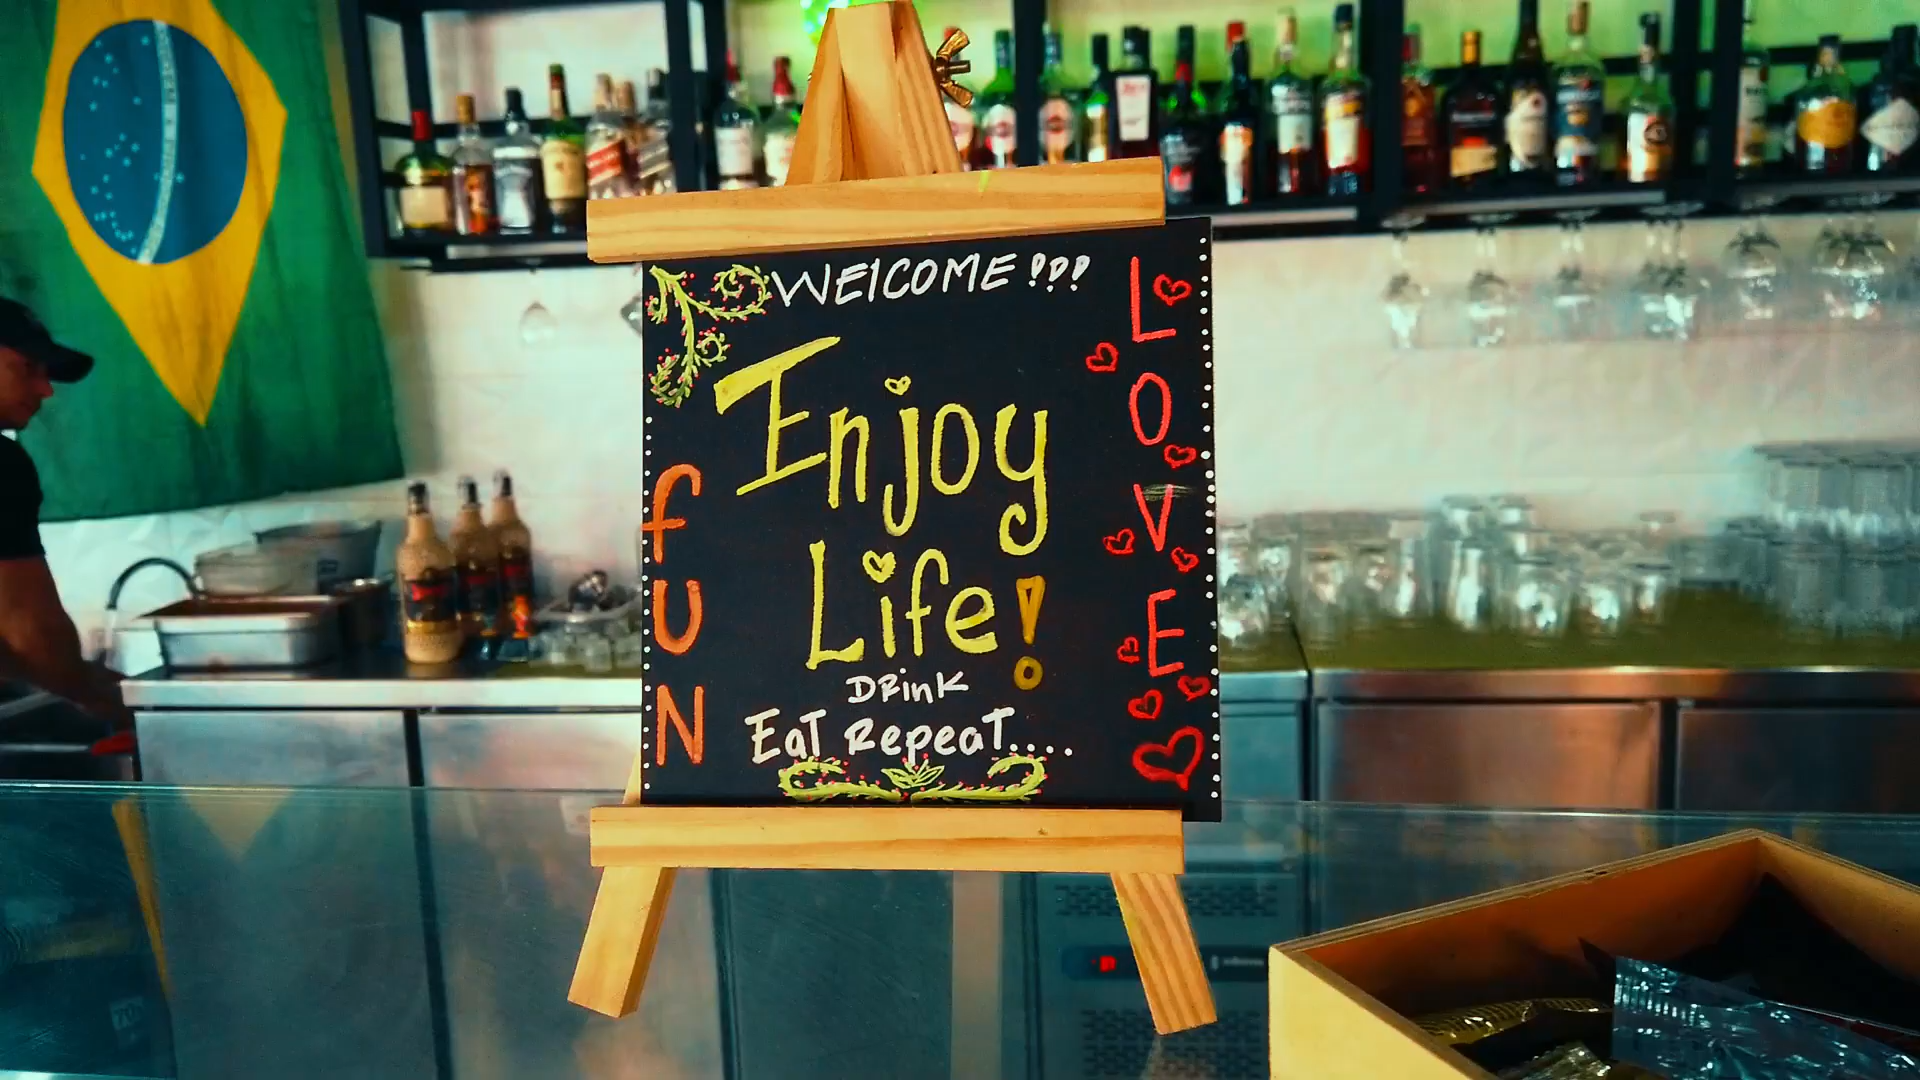 WElCOME!!!
Enjoy
Life!
DRink
Eat Repeat....
fUN
LOVE